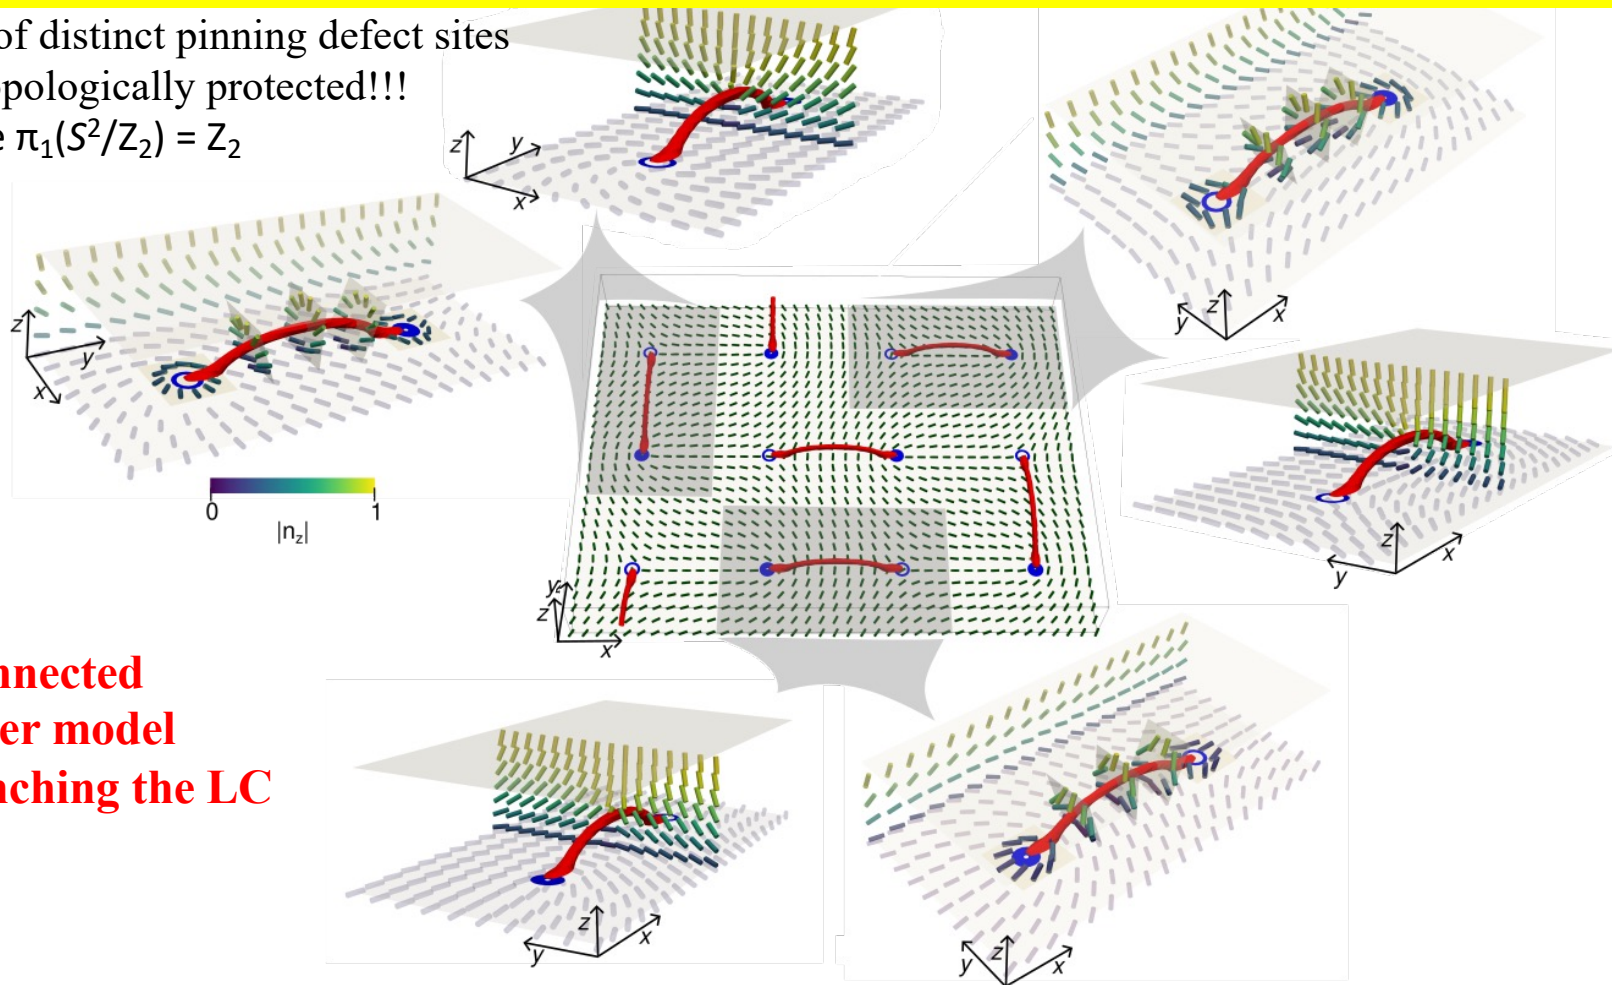 of distinct pinning defect sites
pologically protected!!!
e π₁(S²/Z₂) = Z₂
z y x
y z x
z y x
0 1
|n_z|
z y x
y z x
nnected
er model
aching the LC
z y x
y z x